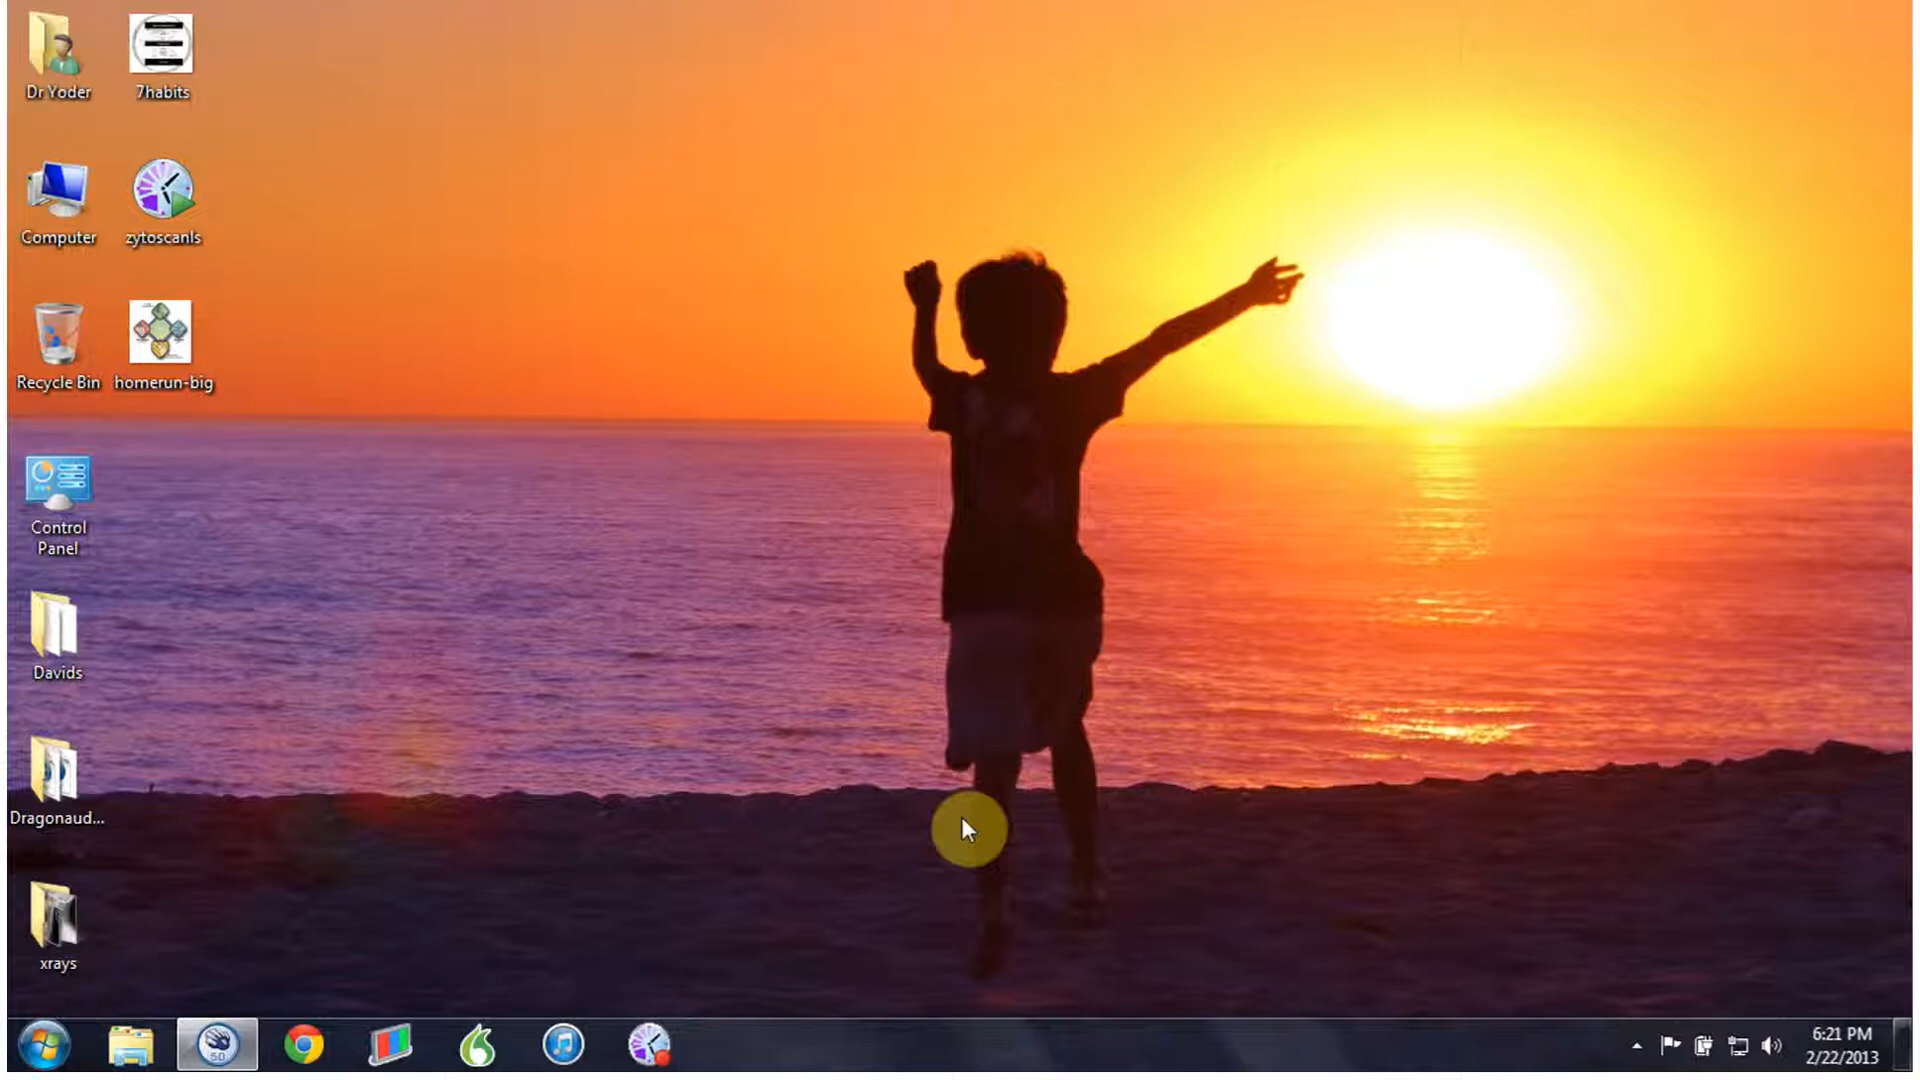 Dr Yoder
7habits
Computer
zytoscanls
Recycle Bin
homerun-big
Control
Panel
Davids
Dragonaud...
xrays
50
6:21 PM
2/22/2013